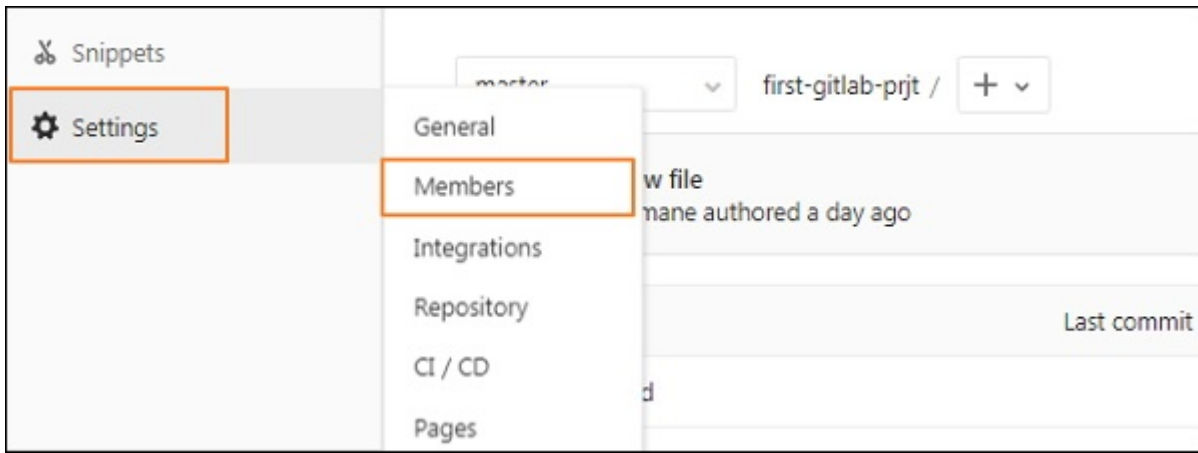 Snippets
Settings
master
first-gitlab-prjt /
General
Members
Integrations
Repository
CI / CD
Pages
w file
mane authored a day ago
Last commit
d